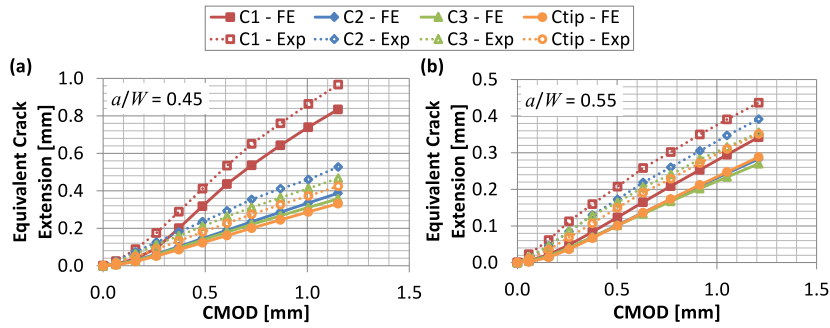 C1 - FE C2 - FE C3 - FE Ctip - FE
C1 - Exp C2 - Exp C3 - Exp Ctip - Exp
(a)
Equivalent Crack
Extension [mm]
1.0
0.8
0.6
0.4
0.2
0.0
a/W = 0.45
0.0 0.5 1.0 1.5
CMOD [mm]
(b)
Equivalent Crack
Extension [mm]
0.5
0.4
0.3
0.2
0.1
0.0
a/W = 0.55
0.0 0.5 1.0 1.5
CMOD [mm]